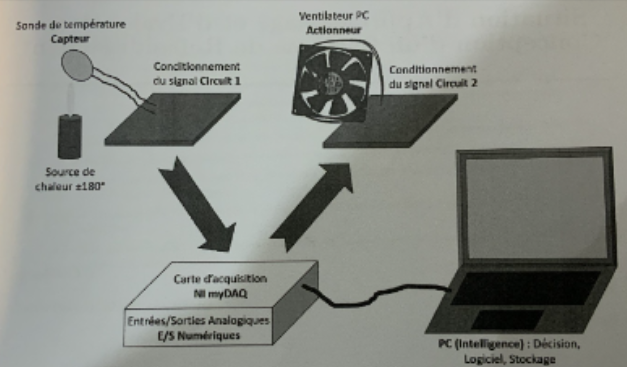 Sonde de température
Capteur
Ventilateur PC
Actionneur
Conditionnement
du signal Circuit 1
Conditionnement
du signal Circuit 2
Source de
chaleur ±180°
Carte d'acquisition
NI myDAQ
Entrées/Sorties Analogiques
E/S Numériques
PC (Intelligence) : Décision,
Logiciel, Stockage